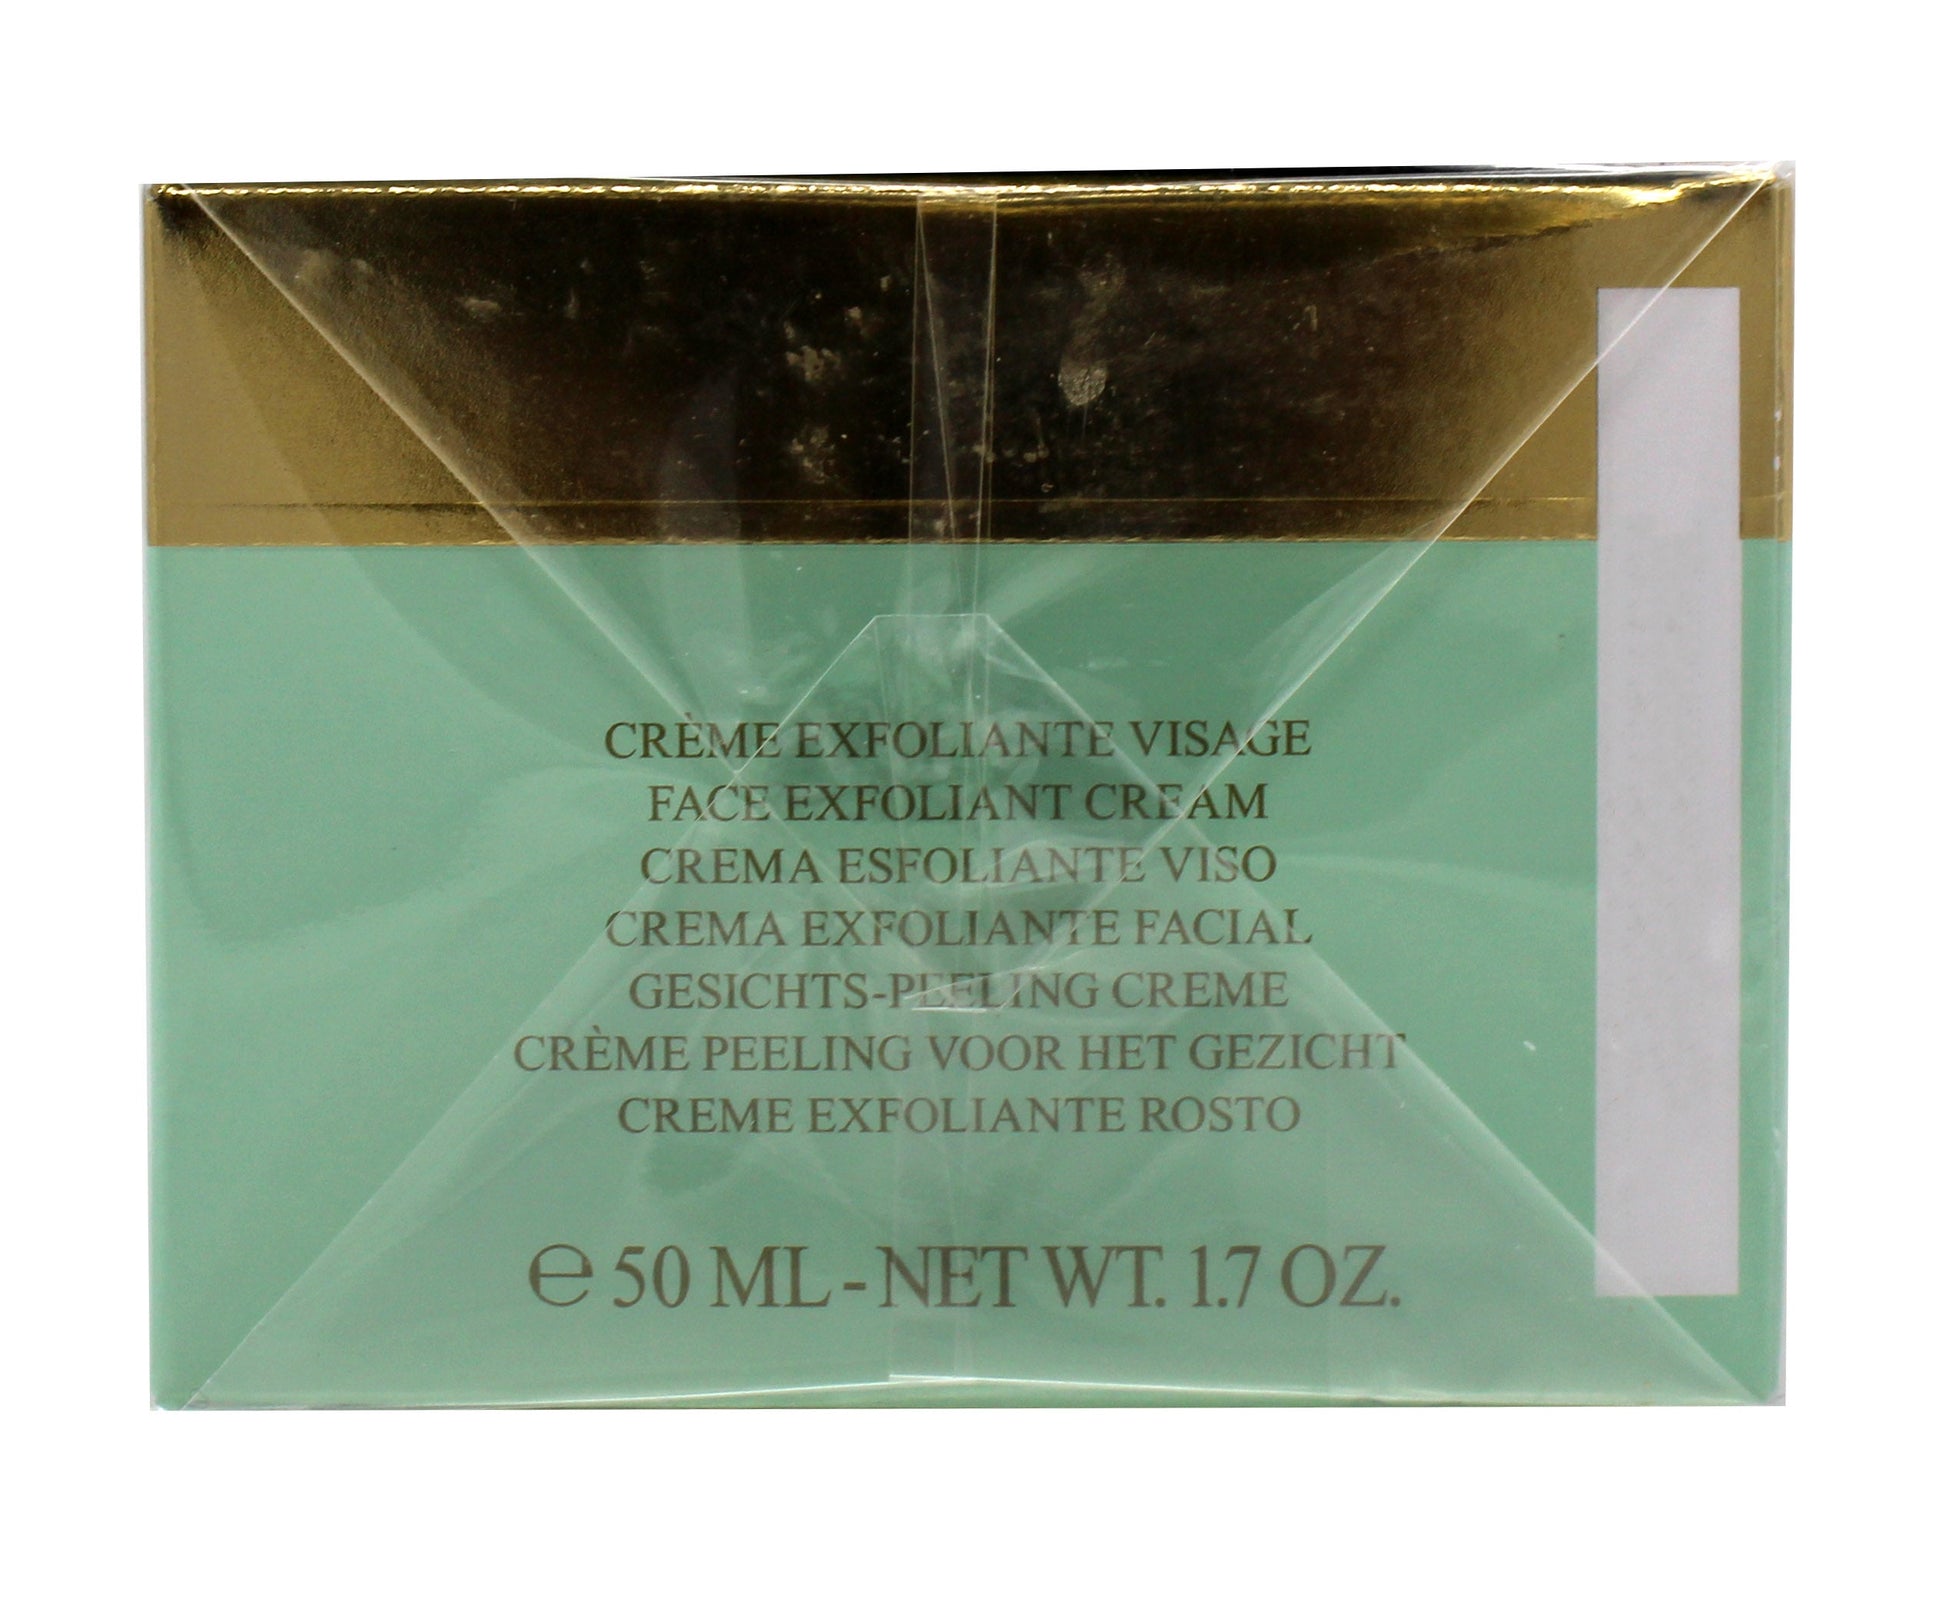 CRÈME EXFOLIANTE VISAGE
FACE EXFOLIANT CREAM
CREMA ESFOLIANTE VISO
CREMA EXFOLIANTE FACIAL
GESICHTS-PEELING CREME
CRÈME PEELING VOOR HET GEZICHT
CREME EXFOLIANTE ROSTO
℮ 50 ML - NET WT. 1.7 OZ.